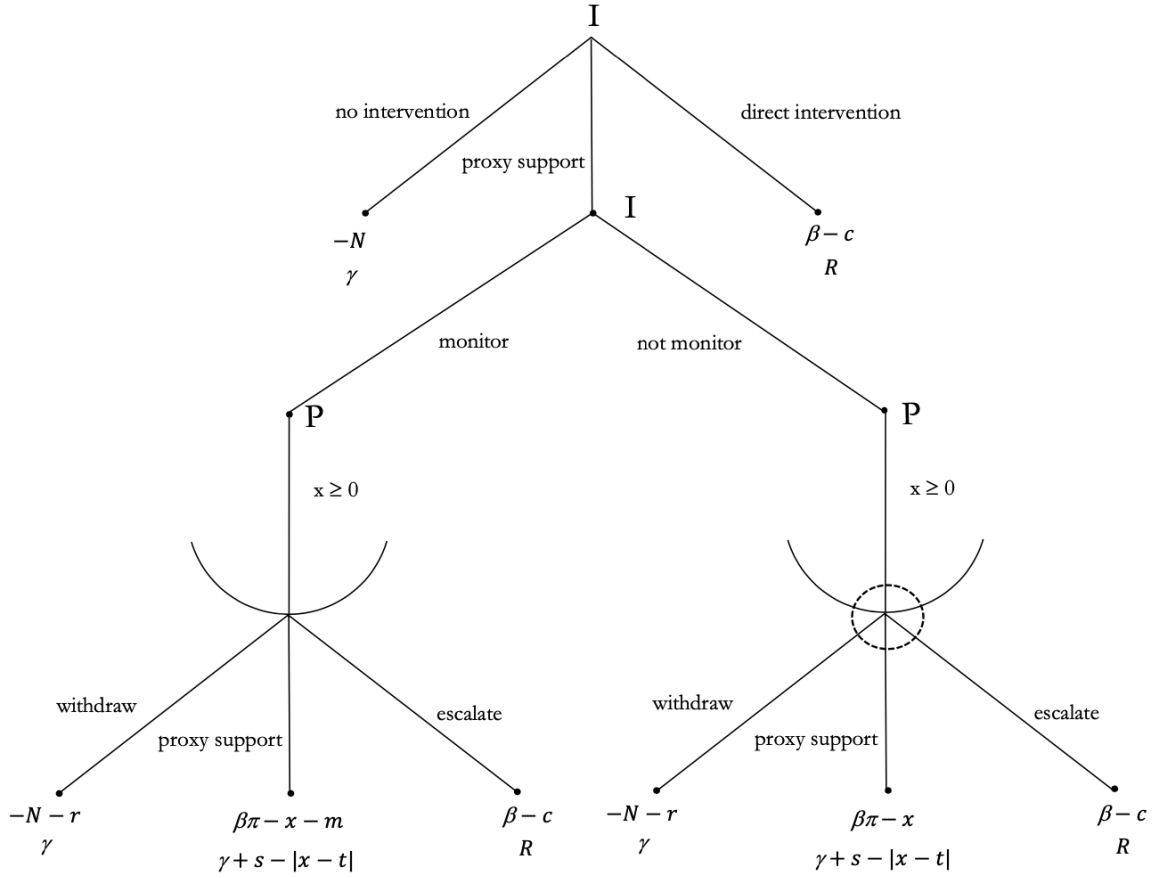 I
no intervention
direct intervention
proxy support
I
−N
γ
β − c
R
monitor
not monitor
P
P
x ≥ 0
x ≥ 0
withdraw
proxy support
escalate
withdraw
proxy support
escalate
−N − r
γ
βπ − x − m
γ + s − |x − t|
β − c
R
−N − r
γ
βπ − x
γ + s − |x − t|
β − c
R